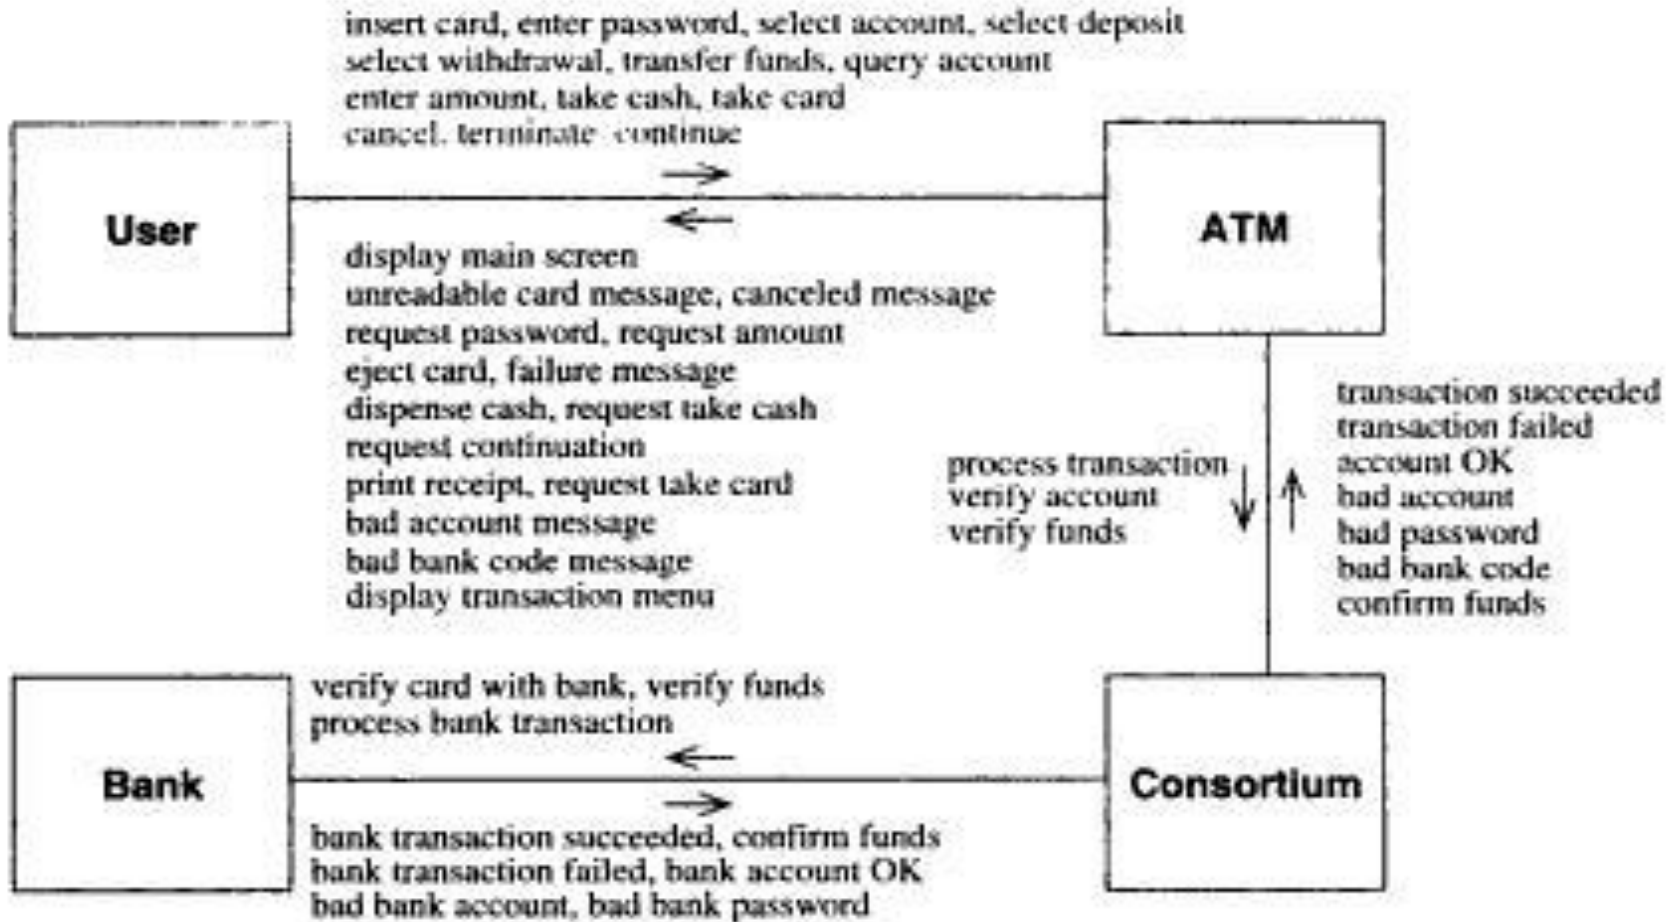 insert card, enter password, select account, select deposit
select withdrawal, transfer funds, query account
enter amount, take cash, take card
cancel. terminate continue
User
ATM
display main screen
unreadable card message, canceled message
request password, request amount
eject card, failure message
dispense cash, request take cash
request continuation
print receipt, request take card
bad account message
bad bank code message
display transaction menu
process transaction
verify account
verify funds
transaction succeeded
transaction failed
account OK
bad account
bad password
bad bank code
confirm funds
Bank
verify card with bank, verify funds
process bank transaction
Consortium
bank transaction succeeded, confirm funds
bank transaction failed, bank account OK
bad bank account, bad bank password